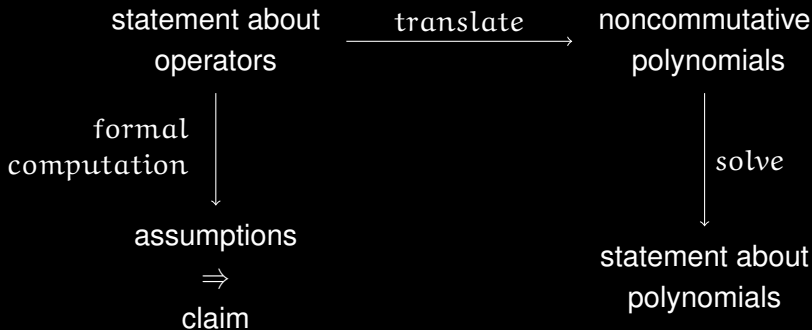 statement about
operators
translate
noncommutative
polynomials
formal
computation
solve
assumptions
⇒
claim
statement about
polynomials